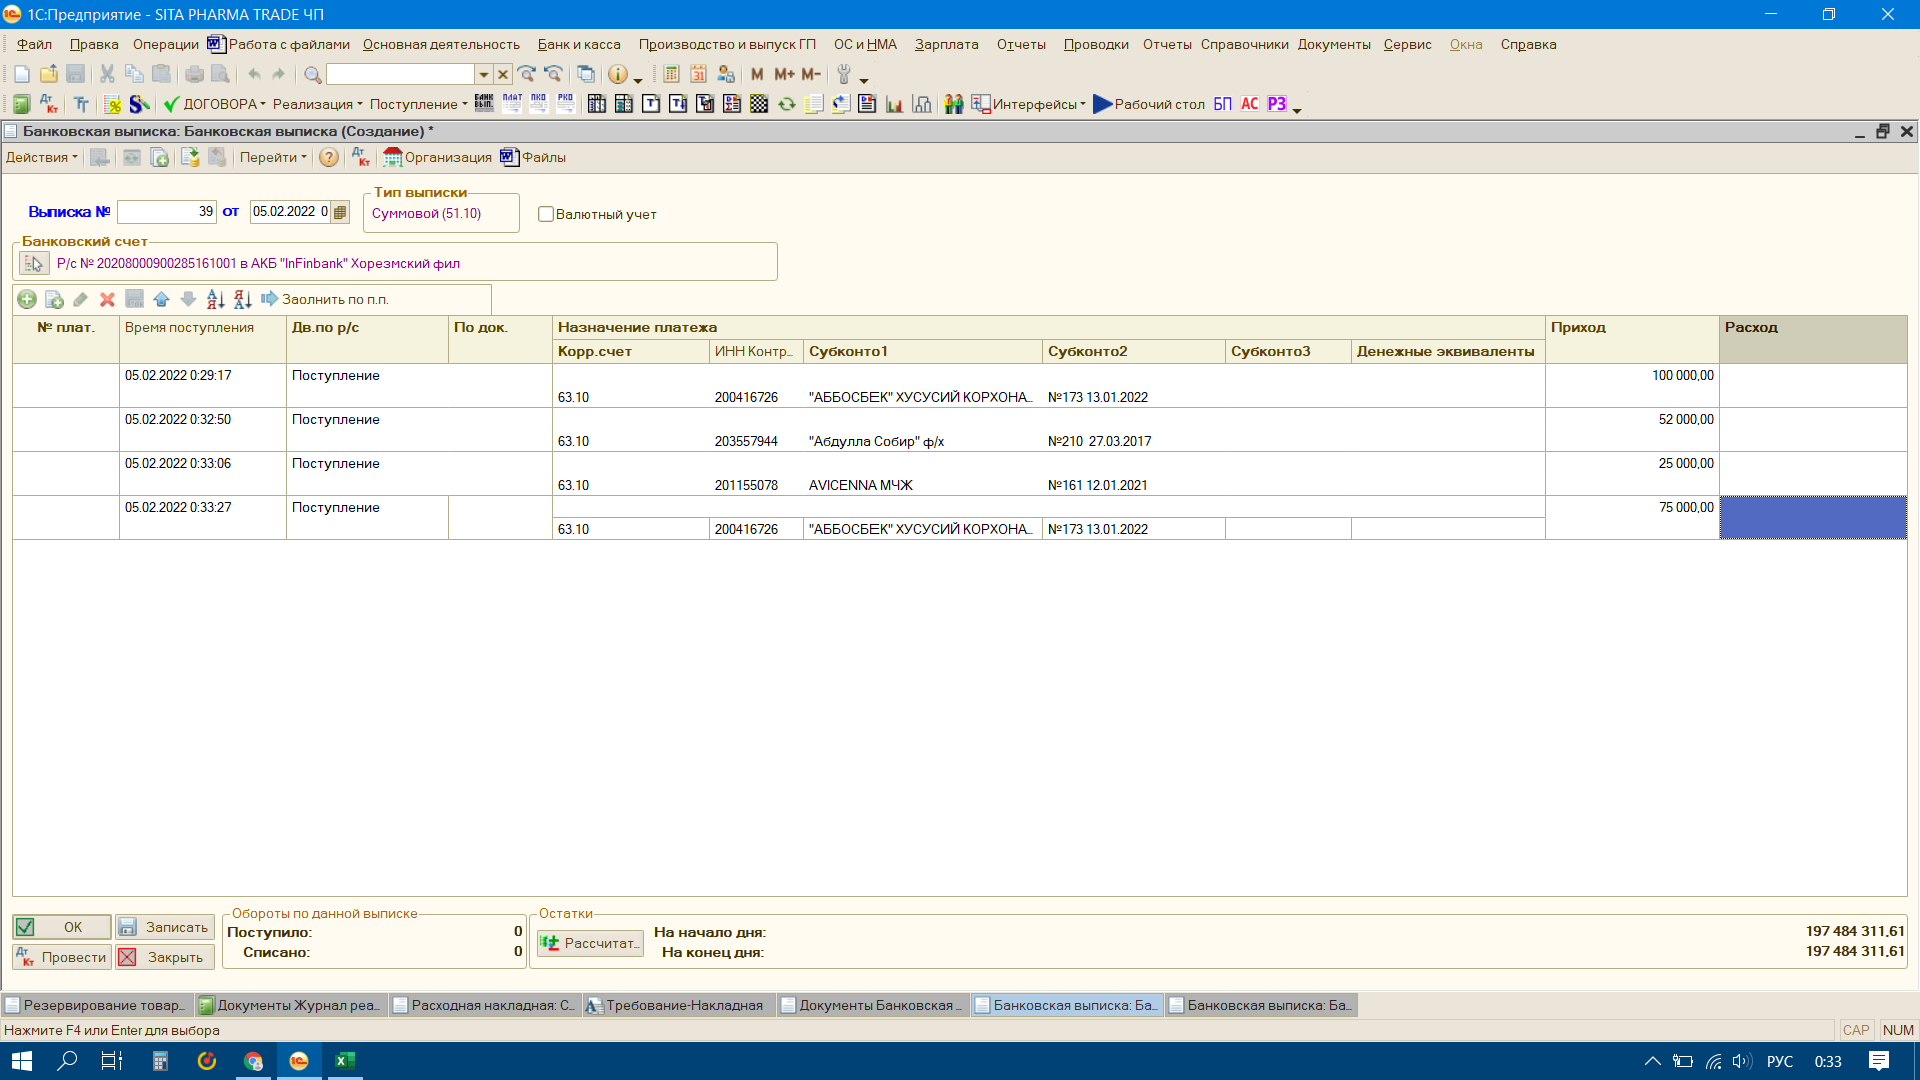 1С:Предприятие - SITA PHARMA TRADE ЧП
Файл Правка Операции Работа с файлами Основная деятельность Банк и касса Производство и выпуск ГП ОС и НМА Зарплата Отчеты Проводки Отчеты Справочники Документы Сервис Окна Справка
M M+ M-
ДОГОВОРА Реализация Поступление БАНК ВЫП. ПЛАТ ПКО РКО Интерфейсы Рабочий стол БП АС РЗ
Банковская выписка: Банковская выписка (Создание) *
Действия Перейти Организация Файлы
Тип выписки
Выписка № 39 от 05.02.2022 0 Суммовой (51.10) Валютный учет
Банковский счет
Р/с № 20208000900285161001 в АКБ "InFinbank" Хорезмский фил
Заолнить по п.п.
№ плат. Время поступления Дв.по р/с По док. Назначение платежа Приход Расход
Корр.счет ИНН Контр... Субконто1 Субконто2 Субконто3 Денежные эквиваленты
05.02.2022 0:29:17 Поступление 100 000,00
63.10 200416726 "АББОСБЕК" ХУСУСИЙ КОРХОНА... №173 13.01.2022
05.02.2022 0:32:50 Поступление 52 000,00
63.10 203557944 "Абдулла Собир" ф/х №210 27.03.2017
05.02.2022 0:33:06 Поступление 25 000,00
63.10 201155078 AVICENNA МЧЖ №161 12.01.2021
05.02.2022 0:33:27 Поступление 75 000,00
63.10 200416726 "АББОСБЕК" ХУСУСИЙ КОРХОНА... №173 13.01.2022
OK Записать
Провести Закрыть
Обороты по данной выписке
Поступило: 0
Списано: 0
Остатки
Рассчитат...
На начало дня: 197 484 311,61
На конец дня: 197 484 311,61
Резервирование товар... Документы Журнал реа... Расходная накладная: С... Требование-Накладная Документы Банковская ... Банковская выписка: Ба... Банковская выписка: Ба...
Нажмите F4 или Enter для выбора CAP NUM
РУС 0:33